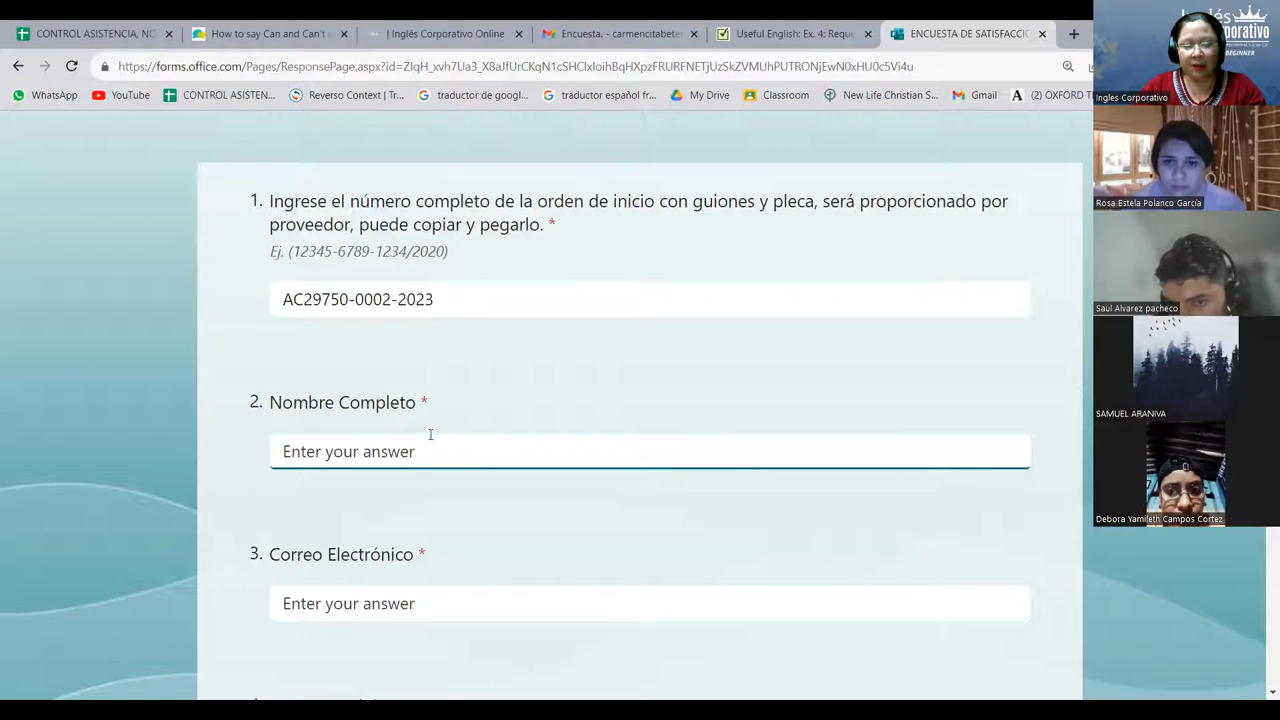 CONTROL ASISTENCIA, NO
How to say Can and Can't
| Inglés Corporativo Online
Encuesta. - carmencitabeter
Useful English: Ex. 4: Reque
ENCUESTA DE SATISFACCI
https://forms.office.com/Pages/ResponsePage.aspx?id=
WhatsApp
YouTube
CONTROL ASISTEN...
Reverso Context | Tr...
traductor de googl...
traductor español fr...
My Drive
Classroom
New Life Christian S...
Gmail
(2) OXFORD
1. Ingrese el número completo de la orden de inicio con guiones y pleca, será proporcionado por
proveedor, puede copiar y pegarlo. *
Ej. (12345-6789-1234/2020)
AC29750-0002-2023
2. Nombre Completo *
Enter your answer
3. Correo Electrónico *
Enter your answer
BEGINNER
Ingles Corporativo
Rosa Estela Polanco García
Saul Alvarez pacheco
SAMUEL ARANIVA
Debora Yamileth Campos Cortez